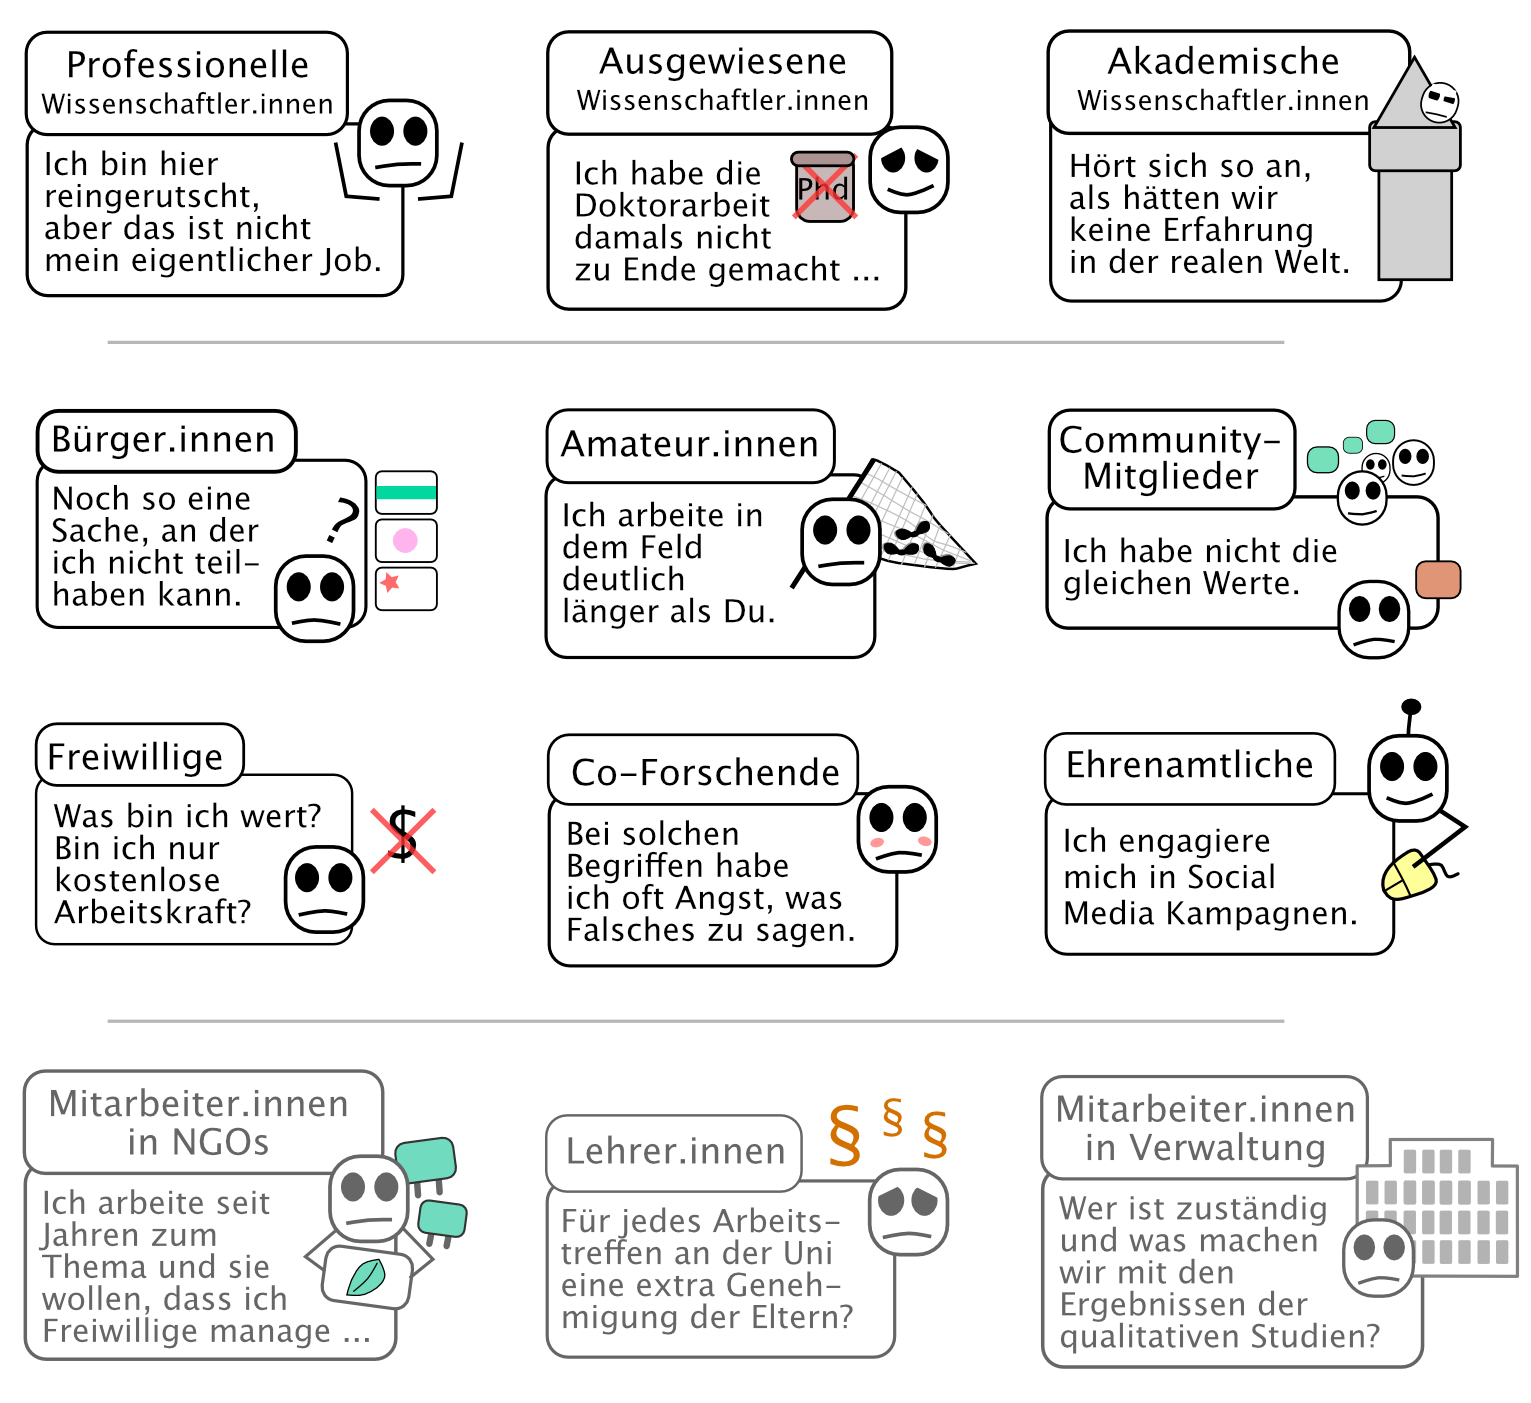 Professionelle
Wissenschaftler.innen
Ich bin hier
reingerutscht,
aber das ist nicht
mein eigentlicher Job.
Ausgewiesene
Wissenschaftler.innen
Ich habe die
Doktorarbeit
damals nicht
zu Ende gemacht ...
Phd
Akademische
Wissenschaftler.innen
Hört sich so an,
als hätten wir
keine Erfahrung
in der realen Welt.
Bürger.innen
Noch so eine
Sache, an der
ich nicht teil-
haben kann.
?
Amateur.innen
Ich arbeite in
dem Feld
deutlich
länger als Du.
Community-
Mitglieder
Ich habe nicht die
gleichen Werte.
Freiwillige
Was bin ich wert?
Bin ich nur
kostenlose
Arbeitskraft?
$
Co-Forschende
Bei solchen
Begriffen habe
ich oft Angst, was
Falsches zu sagen.
Ehrenamtliche
Ich engagiere
mich in Social
Media Kampagnen.
Mitarbeiter.innen
in NGOs
Ich arbeite seit
Jahren zum
Thema und sie
wollen, dass ich
Freiwillige manage ...
Lehrer.innen
§ § §
Für jedes Arbeits-
treffen an der Uni
eine extra Geneh-
migung der Eltern?
Mitarbeiter.innen
in Verwaltung
Wer ist zuständig
und was machen
wir mit den
Ergebnissen der
qualitativen Studien?